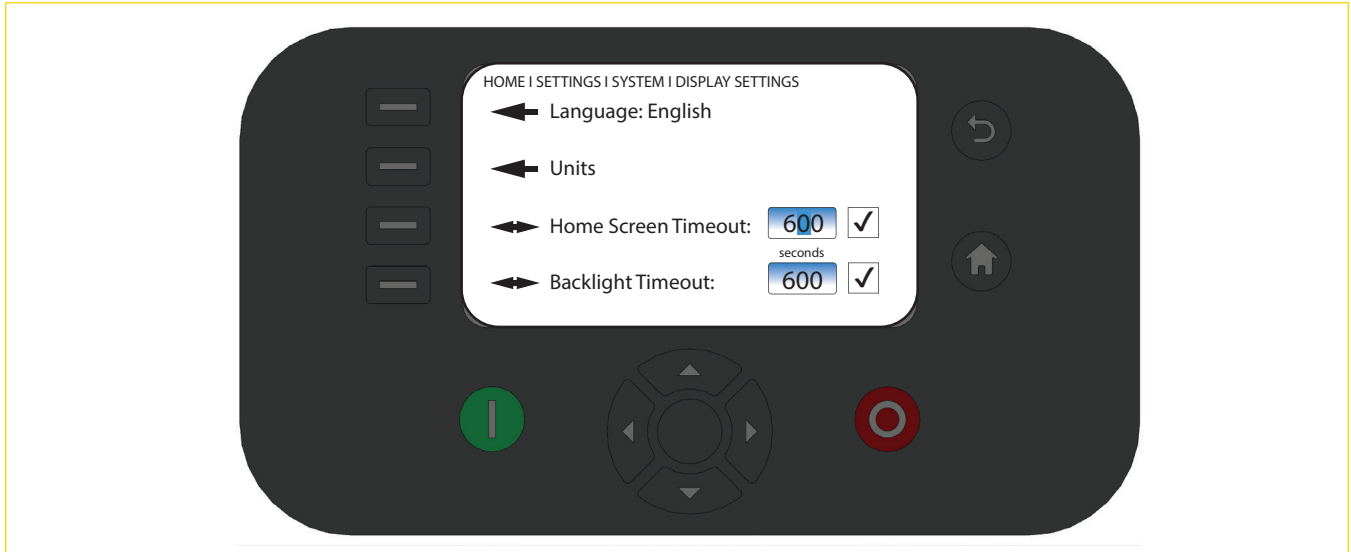 HOME I SETTINGS I SYSTEM I DISPLAY SETTINGS
Language: English
Units
Home Screen Timeout: 600
seconds
Backlight Timeout: 600